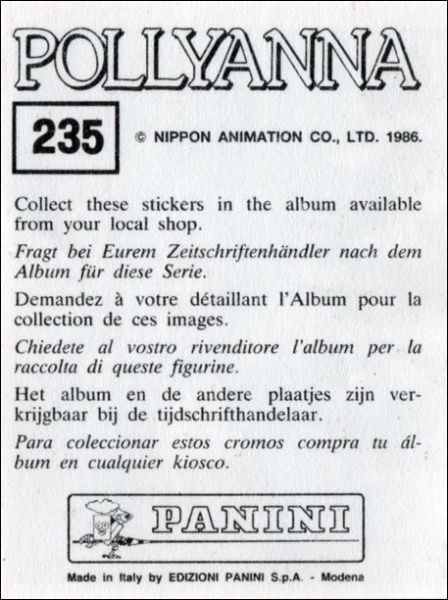 POLLYANNA
235
© NIPPON ANIMATION CO., LTD. 1986.
Collect these stickers in the album available
from your local shop.
Fragt bei Eurem Zeitschriftenhändler nach dem
Album für diese Serie.
Demandez à votre détaillant l'Album pour la
collection de ces images.
Chiedete al vostro rivenditore l'album per la
raccolta di queste figurine.
Het album en de andere plaatjes zijn ver-
krijgbaar bij de tijdschrifthandelaar.
Para coleccionar estos cromos compra tu ál-
bum en cualquier kiosco.
PANINI
Made in Italy by EDIZIONI PANINI S.p.A. - Modena